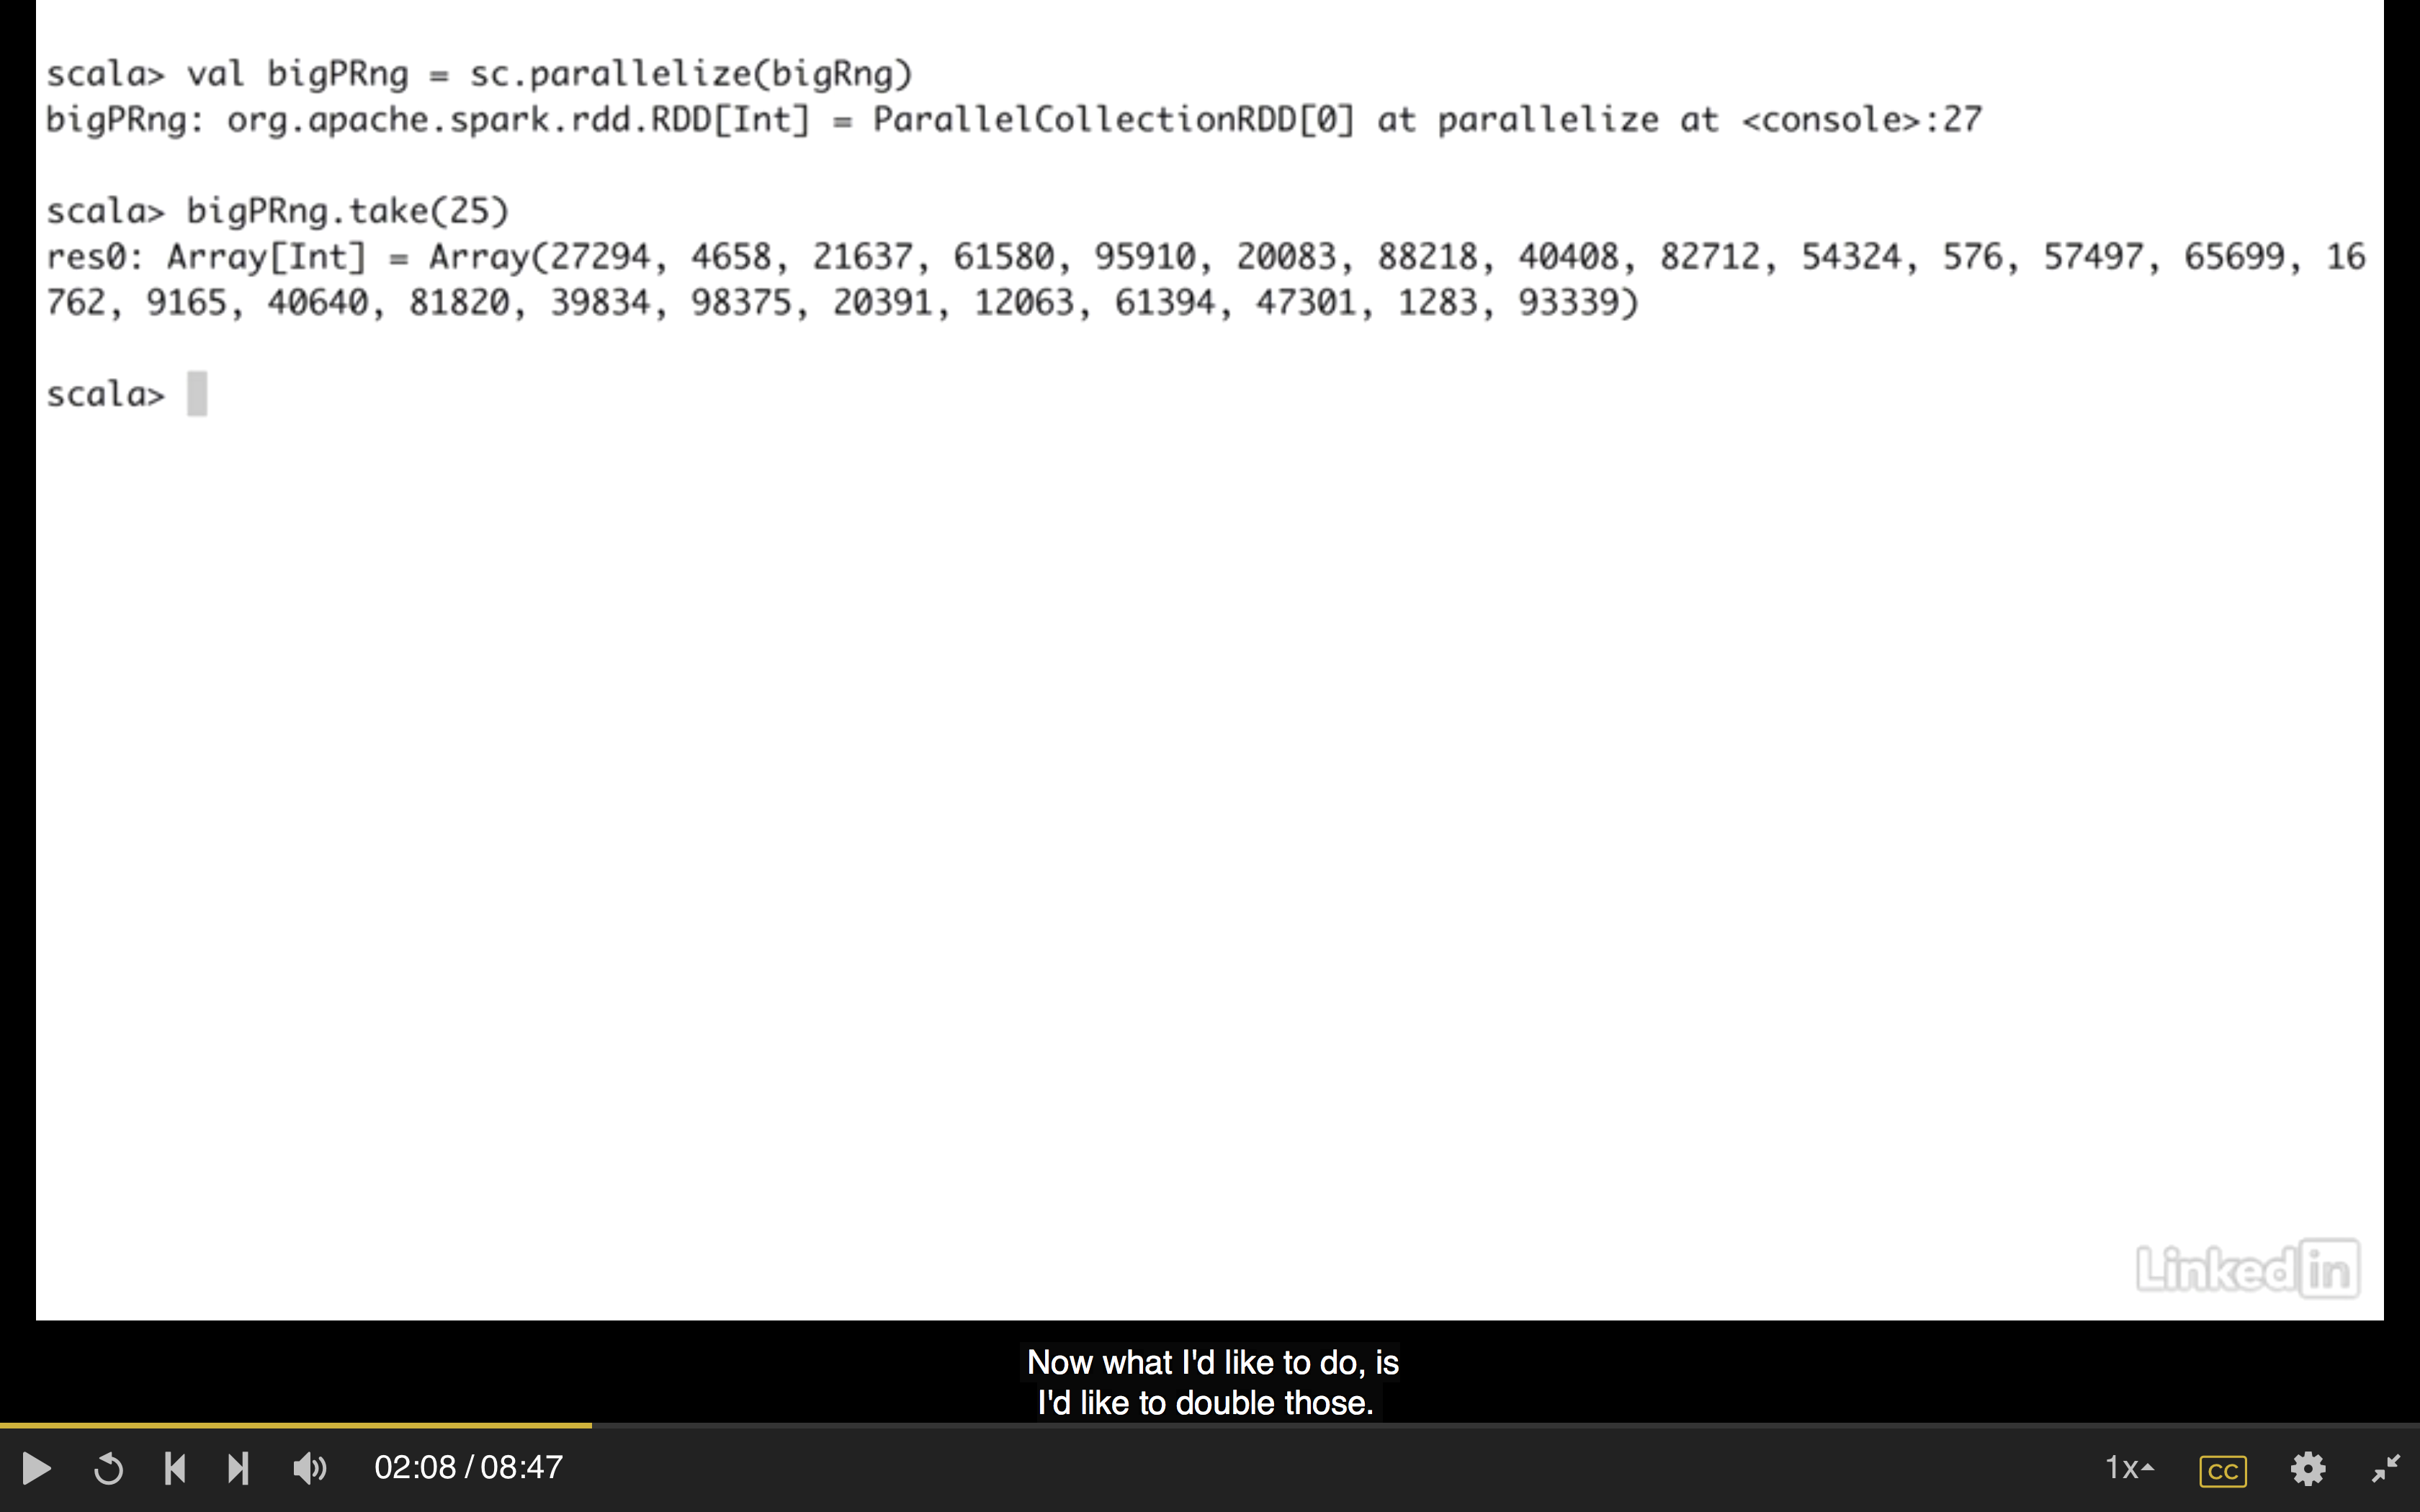 scala> val bigPRng = sc.parallelize(bigRng)
bigPRng: org.apache.spark.rdd.RDD[Int] = ParallelCollectionRDD[0] at parallelize at <console>:27
scala> bigPRng.take(25)
res0: Array[Int] = Array(27294, 4658, 21637, 61580, 95910, 20083, 88218, 40408, 82712, 54324, 576, 57497, 65699, 16
762, 9165, 40640, 81820, 39834, 98375, 20391, 12063, 61394, 47301, 1283, 93339)
scala>
Linked in
Now what I'd like to do, is
I'd like to double those.
02:08 / 08:47
1x
CC